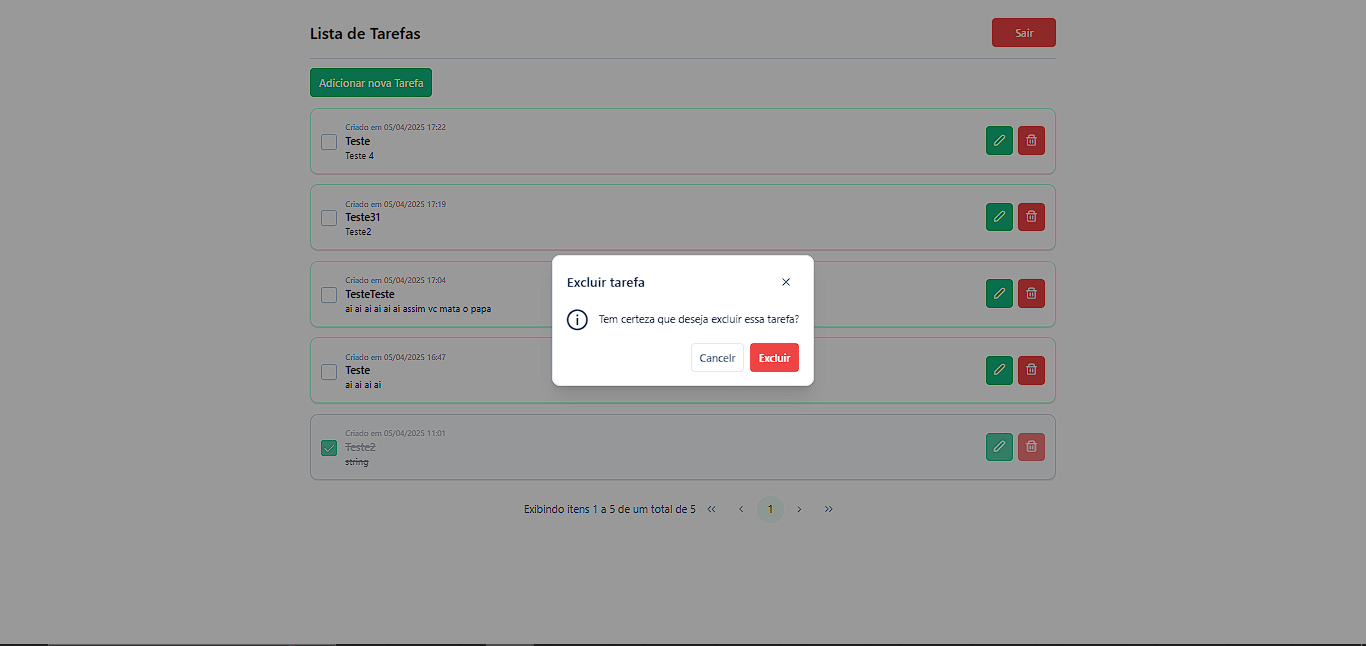 Lista de Tarefas
Sair
Adicionar nova Tarefa
Criado em 05/04/2025 17:22
Teste
Teste 4
Criado em 05/04/2025 17:19
Teste31
Teste2
Criado em 05/04/2025 17:04
TesteTeste
ai ai ai ai ai ai assim vc mata o papa
Excluir tarefa
Tem certeza que deseja excluir essa tarefa?
Cancelr
Excluir
Criado em 05/04/2025 16:47
Teste
ai ai ai ai
Criado em 05/04/2025 11:01
Teste2
string
Exibindo itens 1 a 5 de um total de 5 « ‹ 1 › »